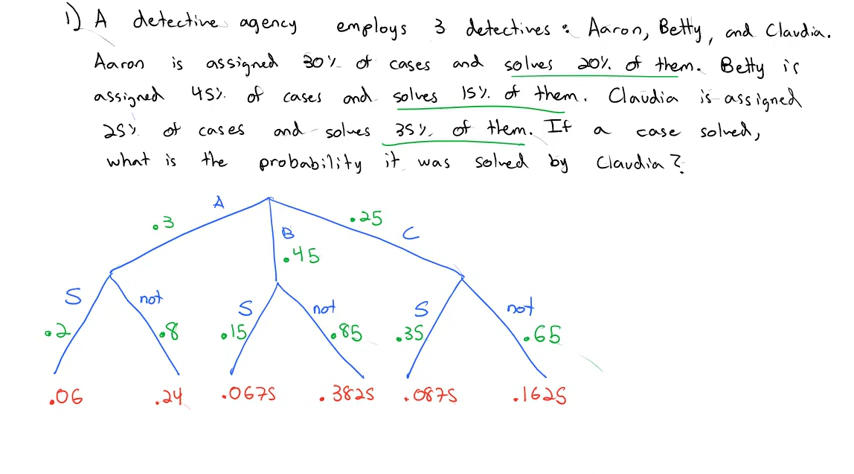 1) A detective agency employs 3 detectives: Aaron, Betty, and Claudia.
Aaron is assigned 30% of cases and solves 20% of them. Betty is
assigned 45% of cases and solves 15% of them. Claudia is assigned
25% of cases and solves 35% of them. If a case solved,
what is the probability it was solved by Claudia?
A
.3 .25
B C
.45
S not S not S not
.2 .8 .15 .85 .35 .65
.06 .24 .0675 .3825 .0875 .1625